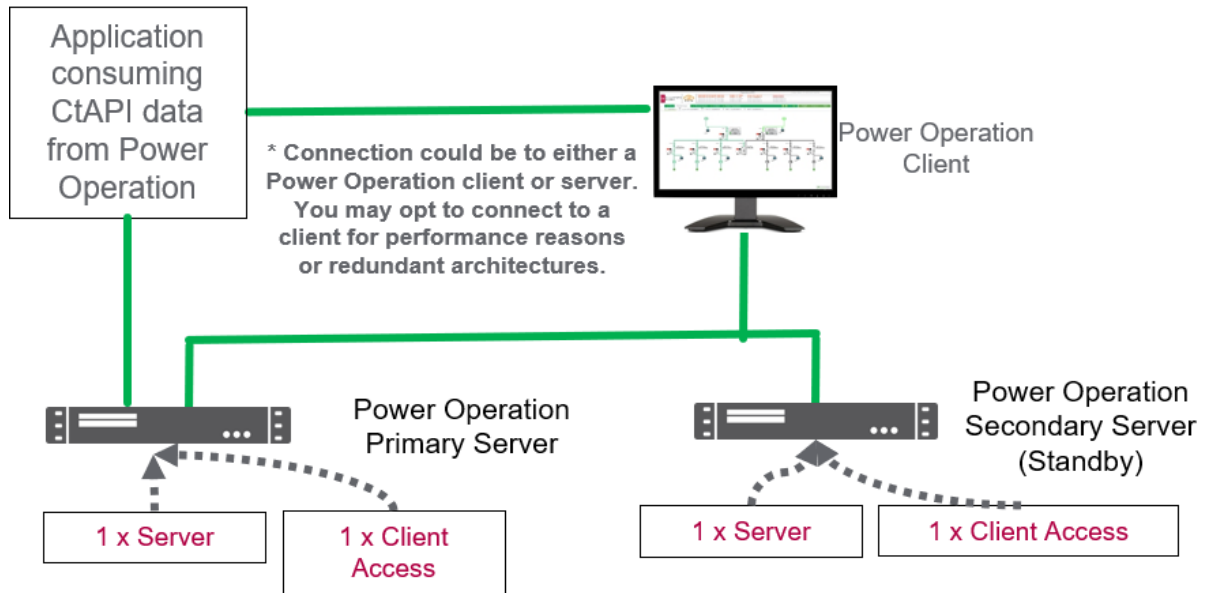 Application
consuming
CtAPI data
from Power
Operation
* Connection could be to either a
Power Operation client or server.
You may opt to connect to a
client for performance reasons
or redundant architectures.
Power Operation
Client
Power Operation
Primary Server
Power Operation
Secondary Server
(Standby)
1 x Server
1 x Client
Access
1 x Server
1 x Client Access